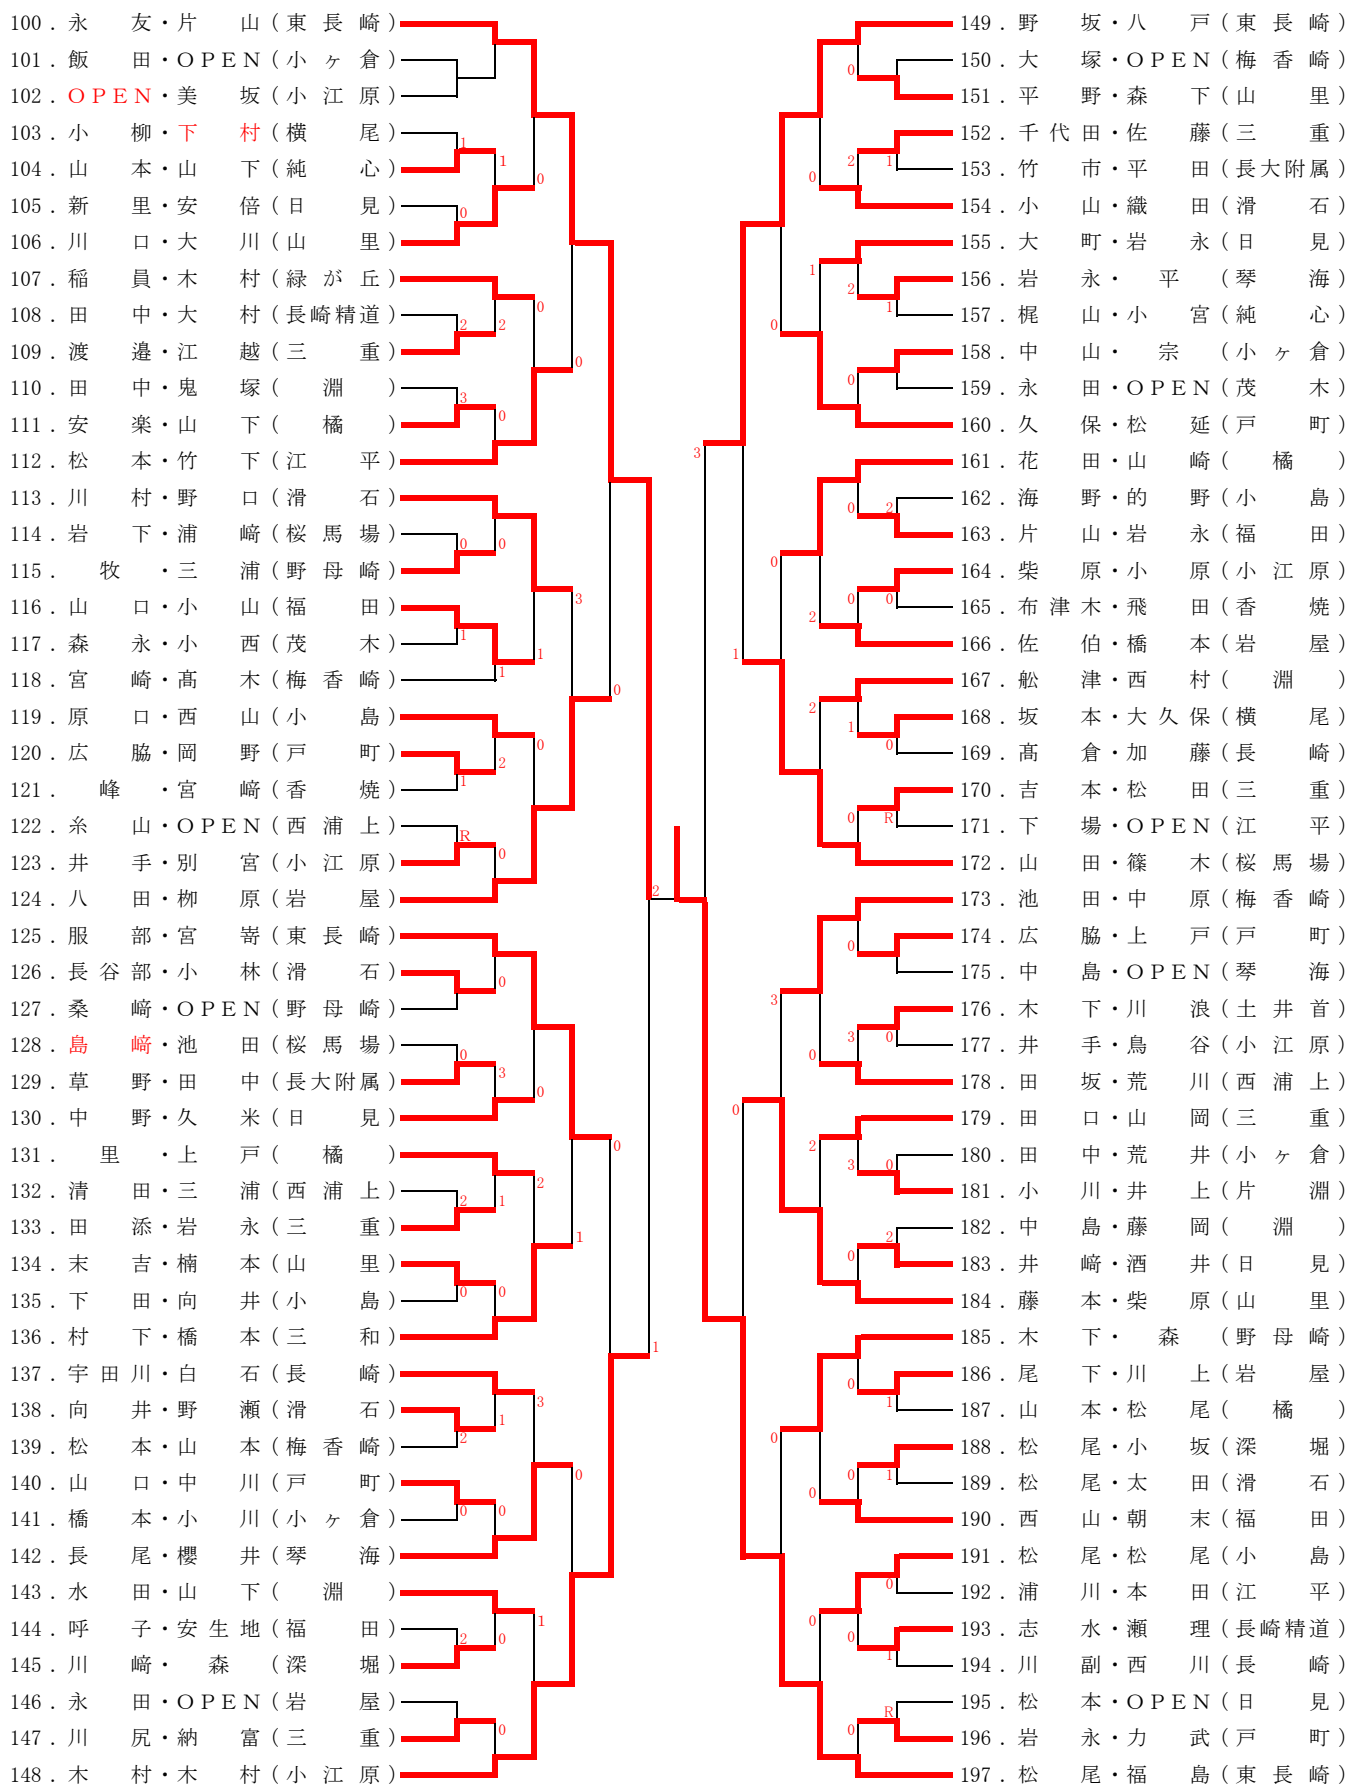 100．永　友・片　山（東 長 崎）
101．飯　田・OPEN（小 ヶ 倉）
102．OPEN・美　坂（小 江 原）
103．小　柳・下　村（横　尾）
104．山　本・山　下（純　心）
105．新　里・安　倍（日　見）
106．川　口・大　川（山　里）
107．稲　員・木　村（緑 が 丘）
108．田　中・大　村（長崎精道）
109．渡　邉・江　越（三　重）
110．田　中・鬼　塚（　淵　）
111．安　楽・山　下（　橘　）
112．松　本・竹　下（江　平）
113．川　村・野　口（滑　石）
114．岩　下・浦　﨑（桜 馬 場）
115．　牧　・三　浦（野 母 崎）
116．山　口・小　山（福　田）
117．森　永・小　西（茂　木）
118．宮　崎・髙　木（梅 香 崎）
119．原　口・西　山（小　島）
120．広　脇・岡　野（戸　町）
121．　峰　・宮　﨑（香　焼）
122．糸　山・OPEN（西 浦 上）
123．井　手・別　宮（小 江 原）
124．八　田・栁　原（岩　屋）
125．服　部・宮　嵜（東 長 崎）
126．長 谷 部・小　林（滑　石）
127．桑　﨑・OPEN（野 母 崎）
128．島　﨑・池　田（桜 馬 場）
129．草　野・田　中（長大附属）
130．中　野・久　米（日　見）
131．　里　・上　戸（　橘　）
132．清　田・三　浦（西 浦 上）
133．田　添・岩　永（三　重）
134．末　吉・楠　本（山　里）
135．下　田・向　井（小　島）
136．村　下・橋　本（三　和）
137．宇 田 川・白　石（長　崎）
138．向　井・野　瀬（滑　石）
139．松　本・山　本（梅 香 崎）
140．山　口・中　川（戸　町）
141．橋　本・小　川（小 ヶ 倉）
142．長　尾・櫻　井（琴　海）
143．水　田・山　下（　淵　）
144．呼　子・安 生 地（福　田）
145．川　﨑・　森　（深　堀）
146．永　田・OPEN（岩　屋）
147．川　尻・納　富（三　重）
148．木　村・木　村（小 江 原）
149．野　坂・八　戸（東 長 崎）
150．大　塚・OPEN（梅 香 崎）
151．平　野・森　下（山　里）
152．千 代 田・佐　藤（三　重）
153．竹　市・平　田（長大附属）
154．小　山・織　田（滑　石）
155．大　町・岩　永（日　見）
156．岩　永・　平　（琴　海）
157．梶　山・小　宮（純　心）
158．中　山・　宗　（小 ヶ 倉）
159．永　田・OPEN（茂　木）
160．久　保・松　延（戸　町）
161．花　田・山　崎（　橘　）
162．海　野・的　野（小　島）
163．片　山・岩　永（福　田）
164．柴　原・小　原（小 江 原）
165．布 津 木・飛　田（香　焼）
166．佐　伯・橋　本（岩　屋）
167．舩　津・西　村（　淵　）
168．坂　本・大 久 保（横　尾）
169．髙　倉・加　藤（長　崎）
170．吉　本・松　田（三　重）
171．下　場・OPEN（江　平）
172．山　田・篠　木（桜 馬 場）
173．池　田・中　原（梅 香 崎）
174．広　脇・上　戸（戸　町）
175．中　島・OPEN（琴　海）
176．木　下・川　浪（土 井 首）
177．井　手・鳥　谷（小 江 原）
178．田　坂・荒　川（西 浦 上）
179．田　口・山　岡（三　重）
180．田　中・荒　井（小 ヶ 倉）
181．小　川・井　上（片　淵）
182．中　島・藤　岡（　淵　）
183．井　﨑・酒　井（日　見）
184．藤　本・柴　原（山　里）
185．木　下・　森　（野 母 崎）
186．尾　下・川　上（岩　屋）
187．山　本・松　尾（　橘　）
188．松　尾・小　坂（深　堀）
189．松　尾・太　田（滑　石）
190．西　山・朝　末（福　田）
191．松　尾・松　尾（小　島）
192．浦　川・本　田（江　平）
193．志　水・瀬　理（長崎精道）
194．川　副・西　川（長　崎）
195．松　本・OPEN（日　見）
196．岩　永・力　武（戸　町）
197．松　尾・福　島（東 長 崎）